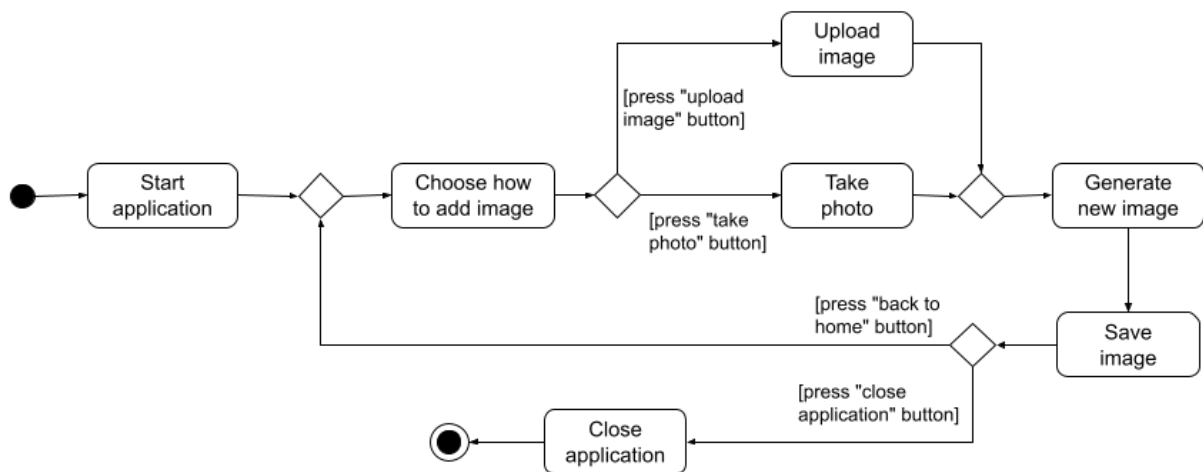 Upload
image
[press "upload
image" button]
Start
application
Choose how
to add image
Take
photo
Generate
new image
[press "take
photo" button]
[press "back to
home" button]
Save
image
[press "close
application" button]
Close
application